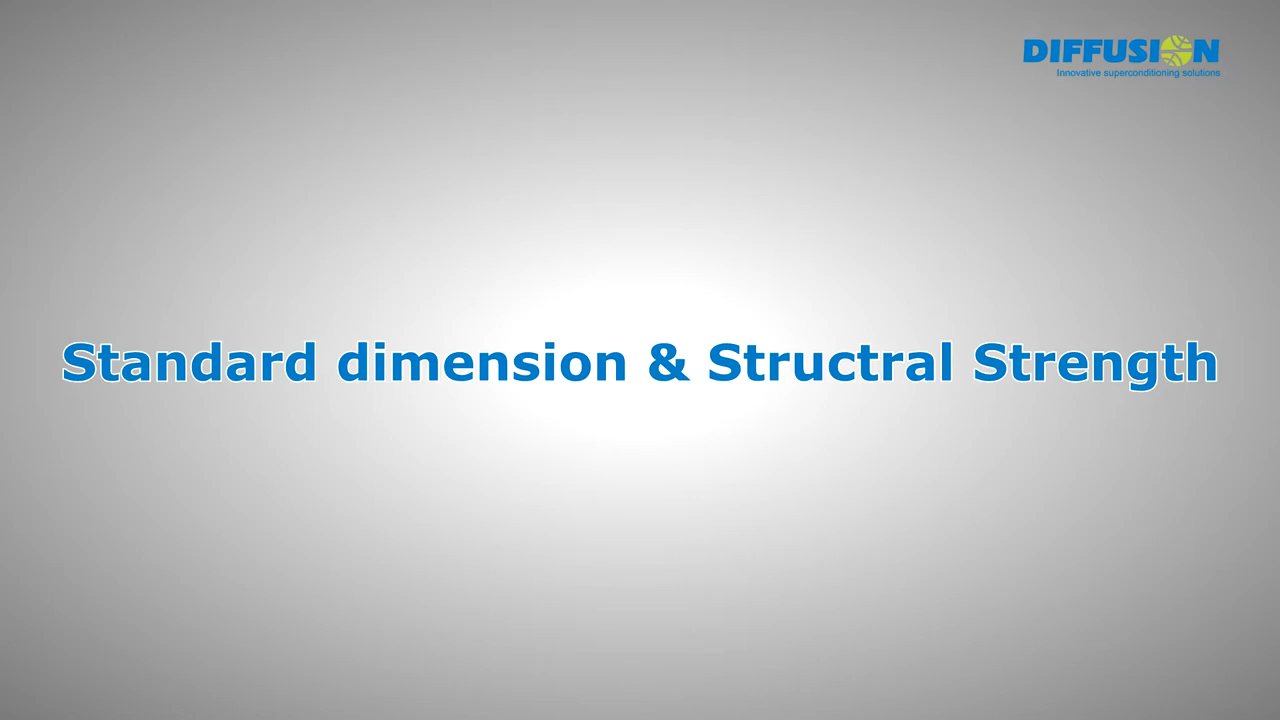 DIFFUSION
Innovative superconditioning solutions
Standard dimension & Structral Strength